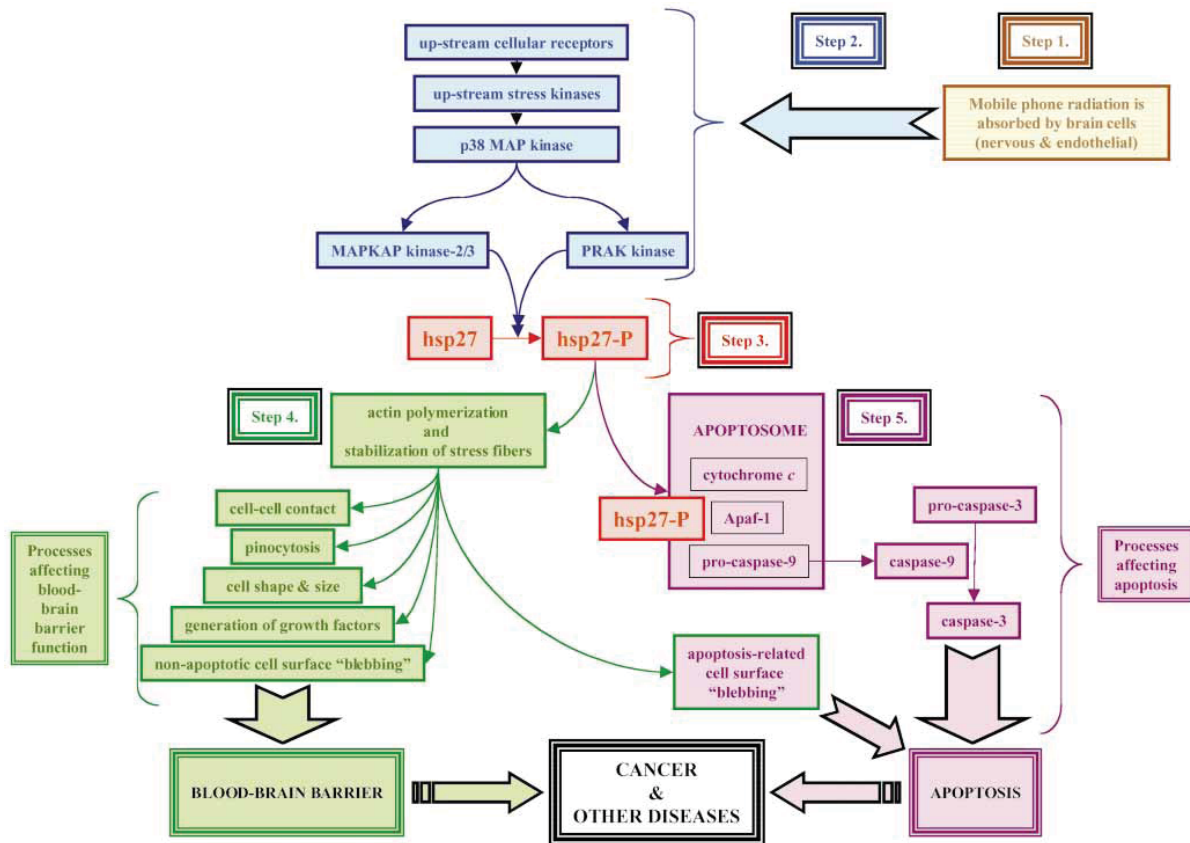 up-stream cellular receptors
Step 2.
Step 1.
up-stream stress kinases
Mobile phone radiation is
absorbed by brain cells
(nervous & endothelial)
p38 MAP kinase
MAPKAP kinase-2/3
PRAK kinase
hsp27
hsp27-P
Step 3.
Step 4.
actin polymerization
and
stabilization of stress fibers
Step 5.
APOPTOSOME
cytochrome c
hsp27-P
Apaf-1
pro-caspase-9
caspase-9
pro-caspase-3
caspase-3
Processes
affecting
apoptosis
Processes
affecting
blood-
brain
barrier
function
cell-cell contact
pinocytosis
cell shape & size
generation of growth factors
non-apoptotic cell surface “blebbing”
apoptosis-related
cell surface
“blebbing”
BLOOD-BRAIN BARRIER
CANCER
&
OTHER DISEASES
APOPTOSIS